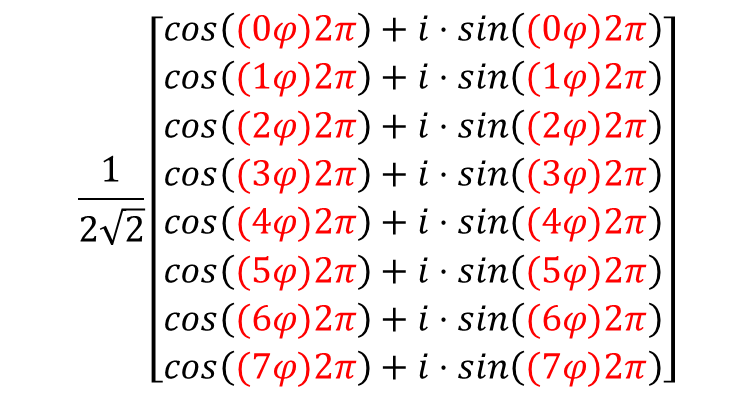 cos((0φ)2π) + i · sin((0φ)2π)
cos((1φ)2π) + i · sin((1φ)2π)
cos((2φ)2π) + i · sin((2φ)2π)
1
cos((3φ)2π) + i · sin((3φ)2π)
2√2
cos((4φ)2π) + i · sin((4φ)2π)
cos((5φ)2π) + i · sin((5φ)2π)
cos((6φ)2π) + i · sin((6φ)2π)
cos((7φ)2π) + i · sin((7φ)2π)